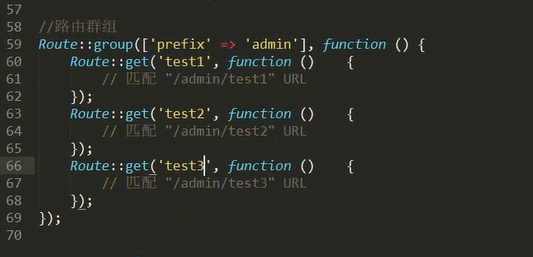 57
58 //路由群组
59 Route::group(['prefix' => 'admin'], function () {
60     Route::get('test1', function ()    {
61         // 匹配 "/admin/test1" URL
62     });
63     Route::get('test2', function ()    {
64         // 匹配 "/admin/test2" URL
65     });
66     Route::get('test3', function ()    {
67         // 匹配 "/admin/test3" URL
68     });
69 });
70